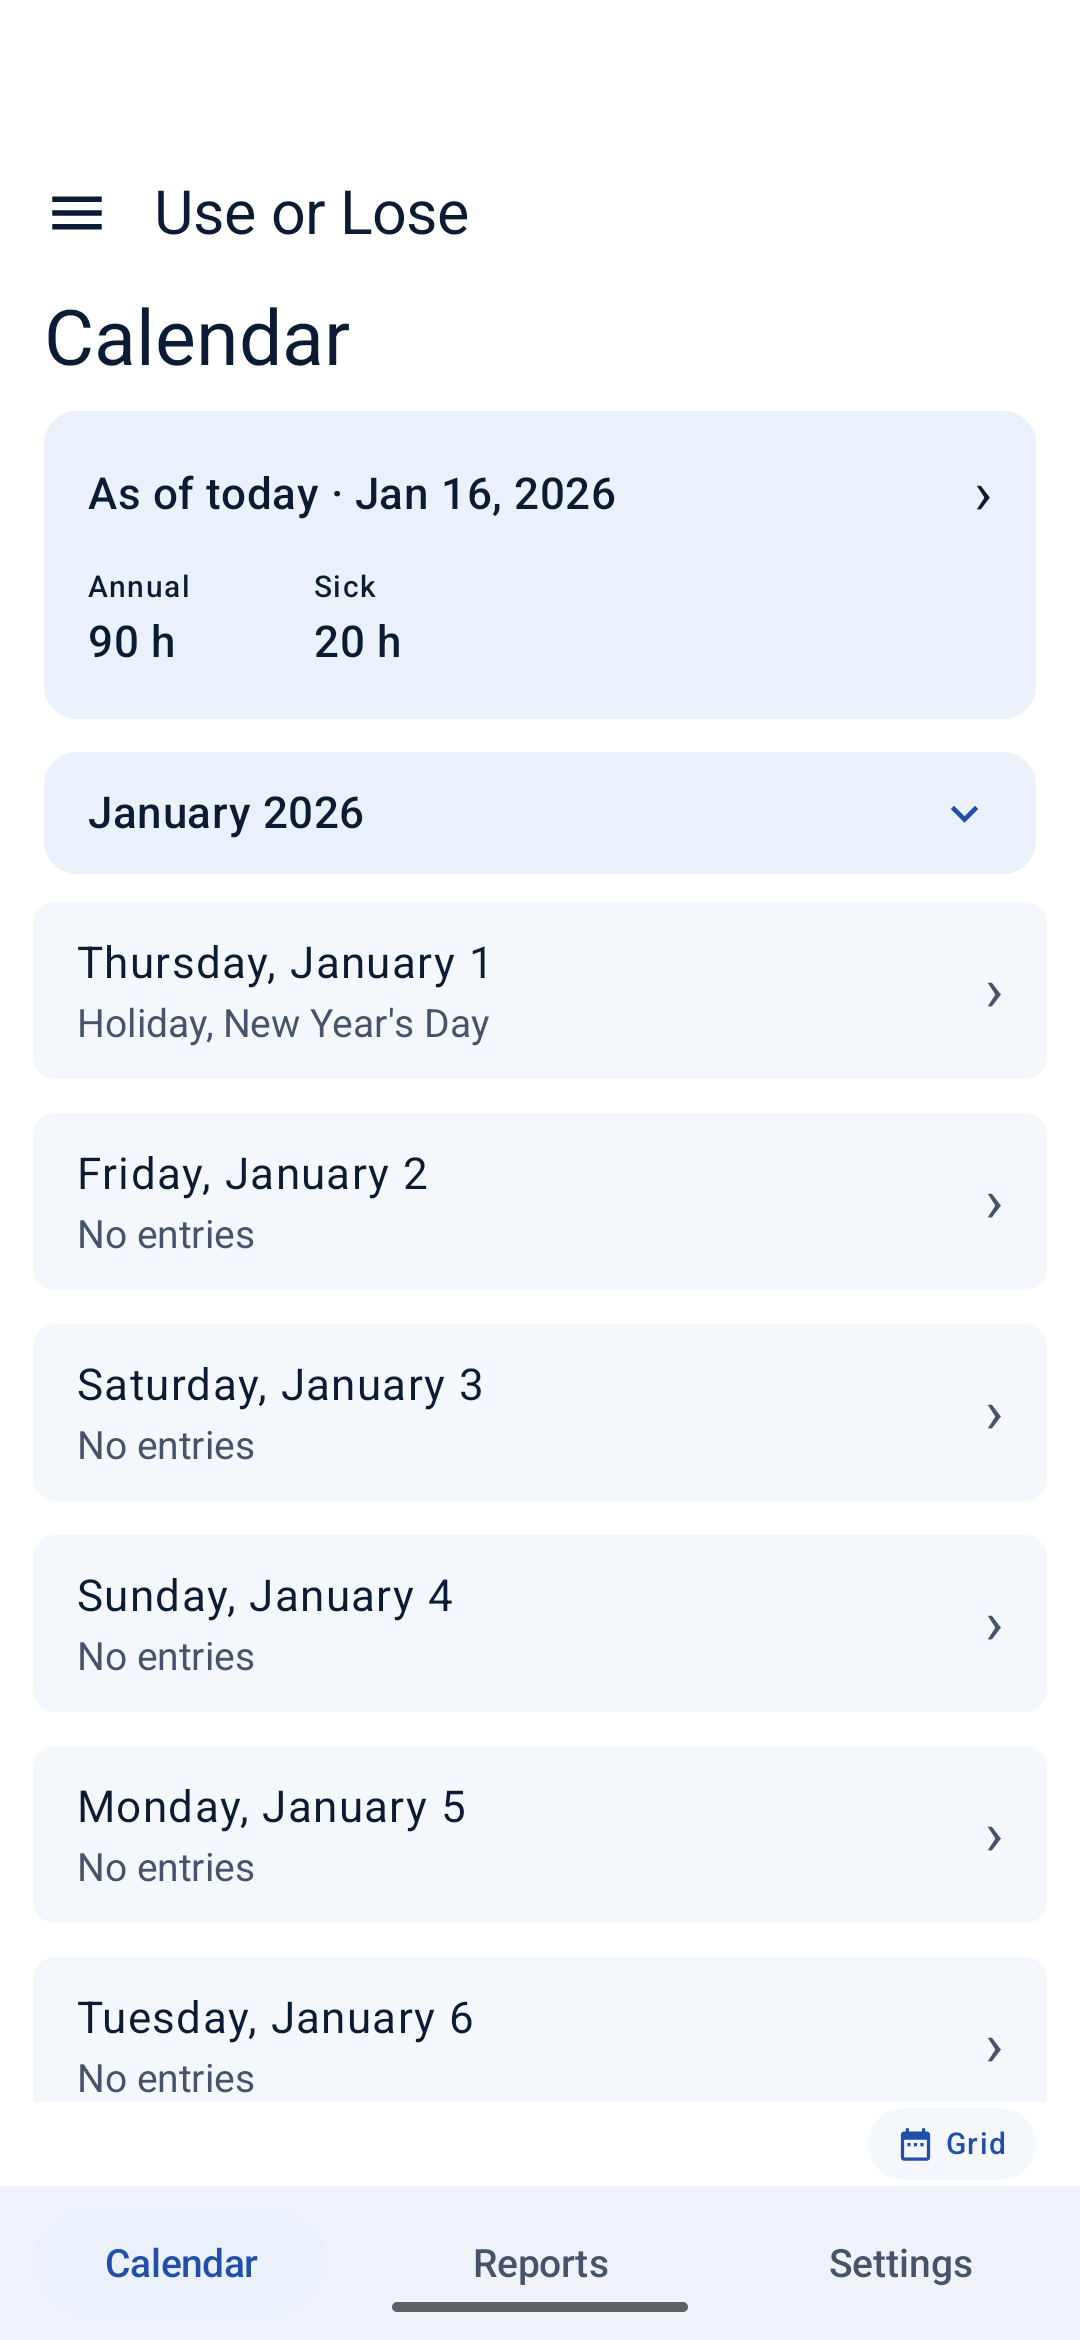 Use or Lose
Calendar
As of today · Jan 16, 2026
Annual Sick
90 h 20 h
January 2026
Thursday, January 1
Holiday, New Year's Day
Friday, January 2
No entries
Saturday, January 3
No entries
Sunday, January 4
No entries
Monday, January 5
No entries
Tuesday, January 6
No entries
Grid
Calendar Reports Settings